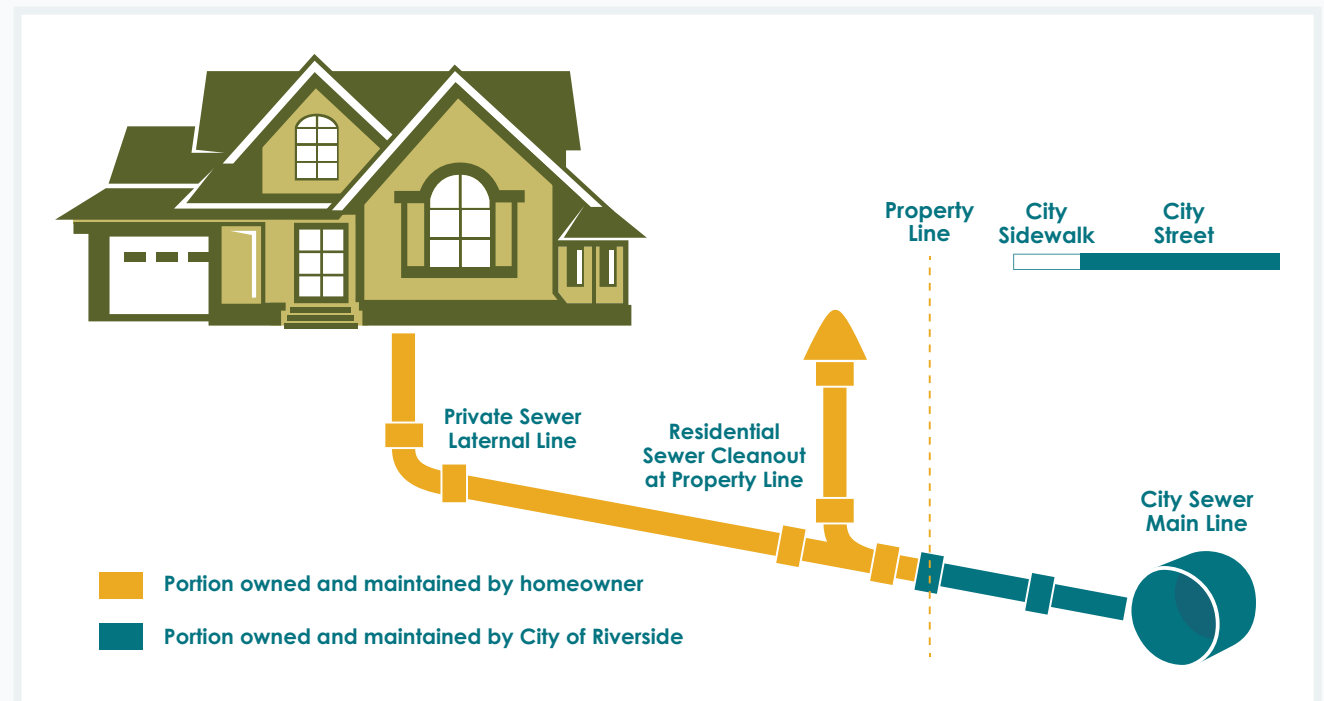 Property
Line
City
Sidewalk
City
Street
Private Sewer
Laternal Line
Residential
Sewer Cleanout
at Property Line
City Sewer
Main Line
Portion owned and maintained by homeowner
Portion owned and maintained by City of Riverside